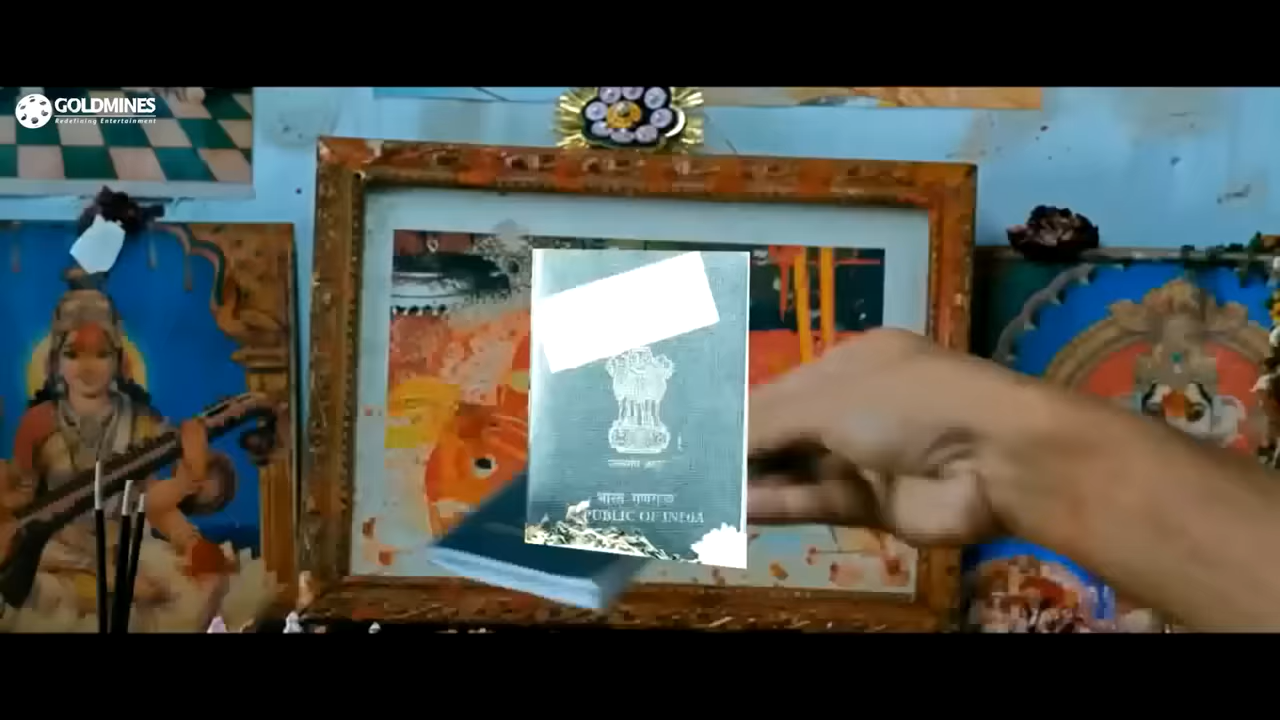 GOLDMINES
Redefining Entertainment
भारत गणराज्य
PUBLIC OF INDIA